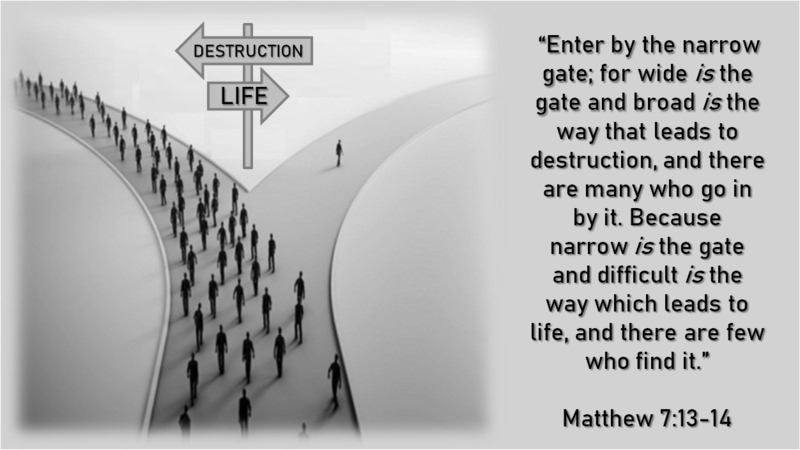 DESTRUCTION
LIFE
“Enter by the narrow
gate; for wide is the
gate and broad is the
way that leads to
destruction, and there
are many who go in
by it. Because
narrow is the gate
and difficult is the
way which leads to
life, and there are few
who find it.”
Matthew 7:13-14